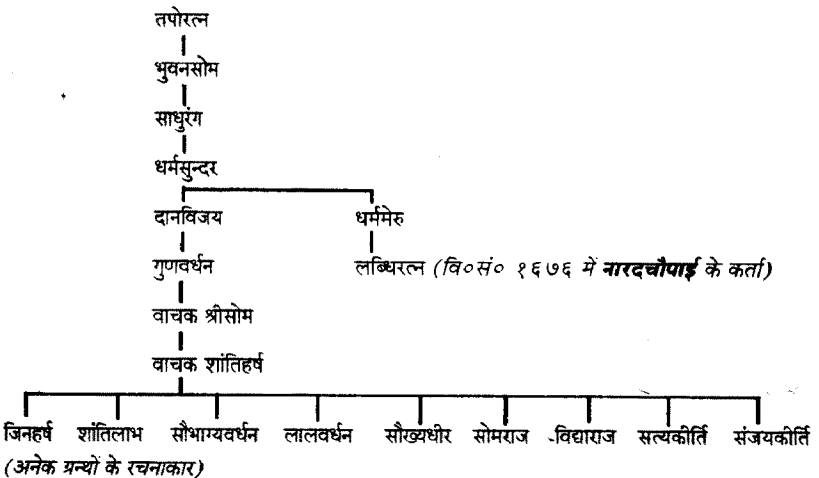 तपोरत्न
भुवनसोम
साधुरंग
धर्मसुन्दर
दानविजय धर्ममेरु
गुणवर्धन लब्धिरत्न (वि०सं० १६७६ में नारदचौपाई के कर्ता)
वाचक श्रीसोम
वाचक शांतिहर्ष
जिनहर्ष शांतिलाभ सौभाग्यवर्धन लालवर्धन सौख्यधीर सोमराज विद्याराज सत्यकीर्ति संजयकीर्ति
(अनेक ग्रन्थों के रचनाकार)